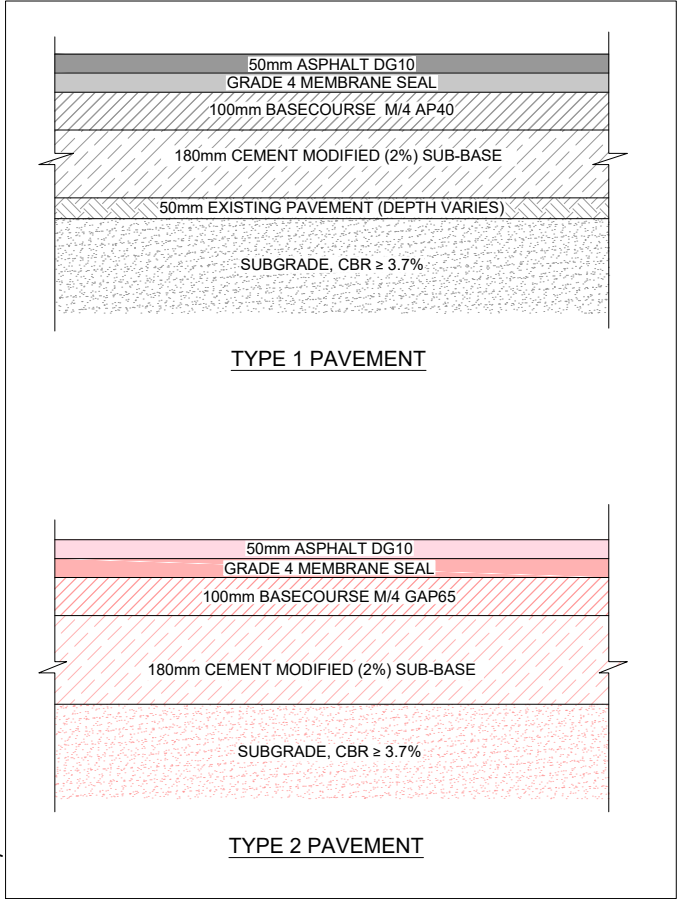 50mm ASPHALT DG10
GRADE 4 MEMBRANE SEAL
100mm BASECOURSE M/4 AP40
180mm CEMENT MODIFIED (2%) SUB-BASE
50mm EXISTING PAVEMENT (DEPTH VARIES)
SUBGRADE, CBR ≥ 3.7%
TYPE 1 PAVEMENT
50mm ASPHALT DG10
GRADE 4 MEMBRANE SEAL
100mm BASECOURSE M/4 GAP65
180mm CEMENT MODIFIED (2%) SUB-BASE
SUBGRADE, CBR ≥ 3.7%
TYPE 2 PAVEMENT